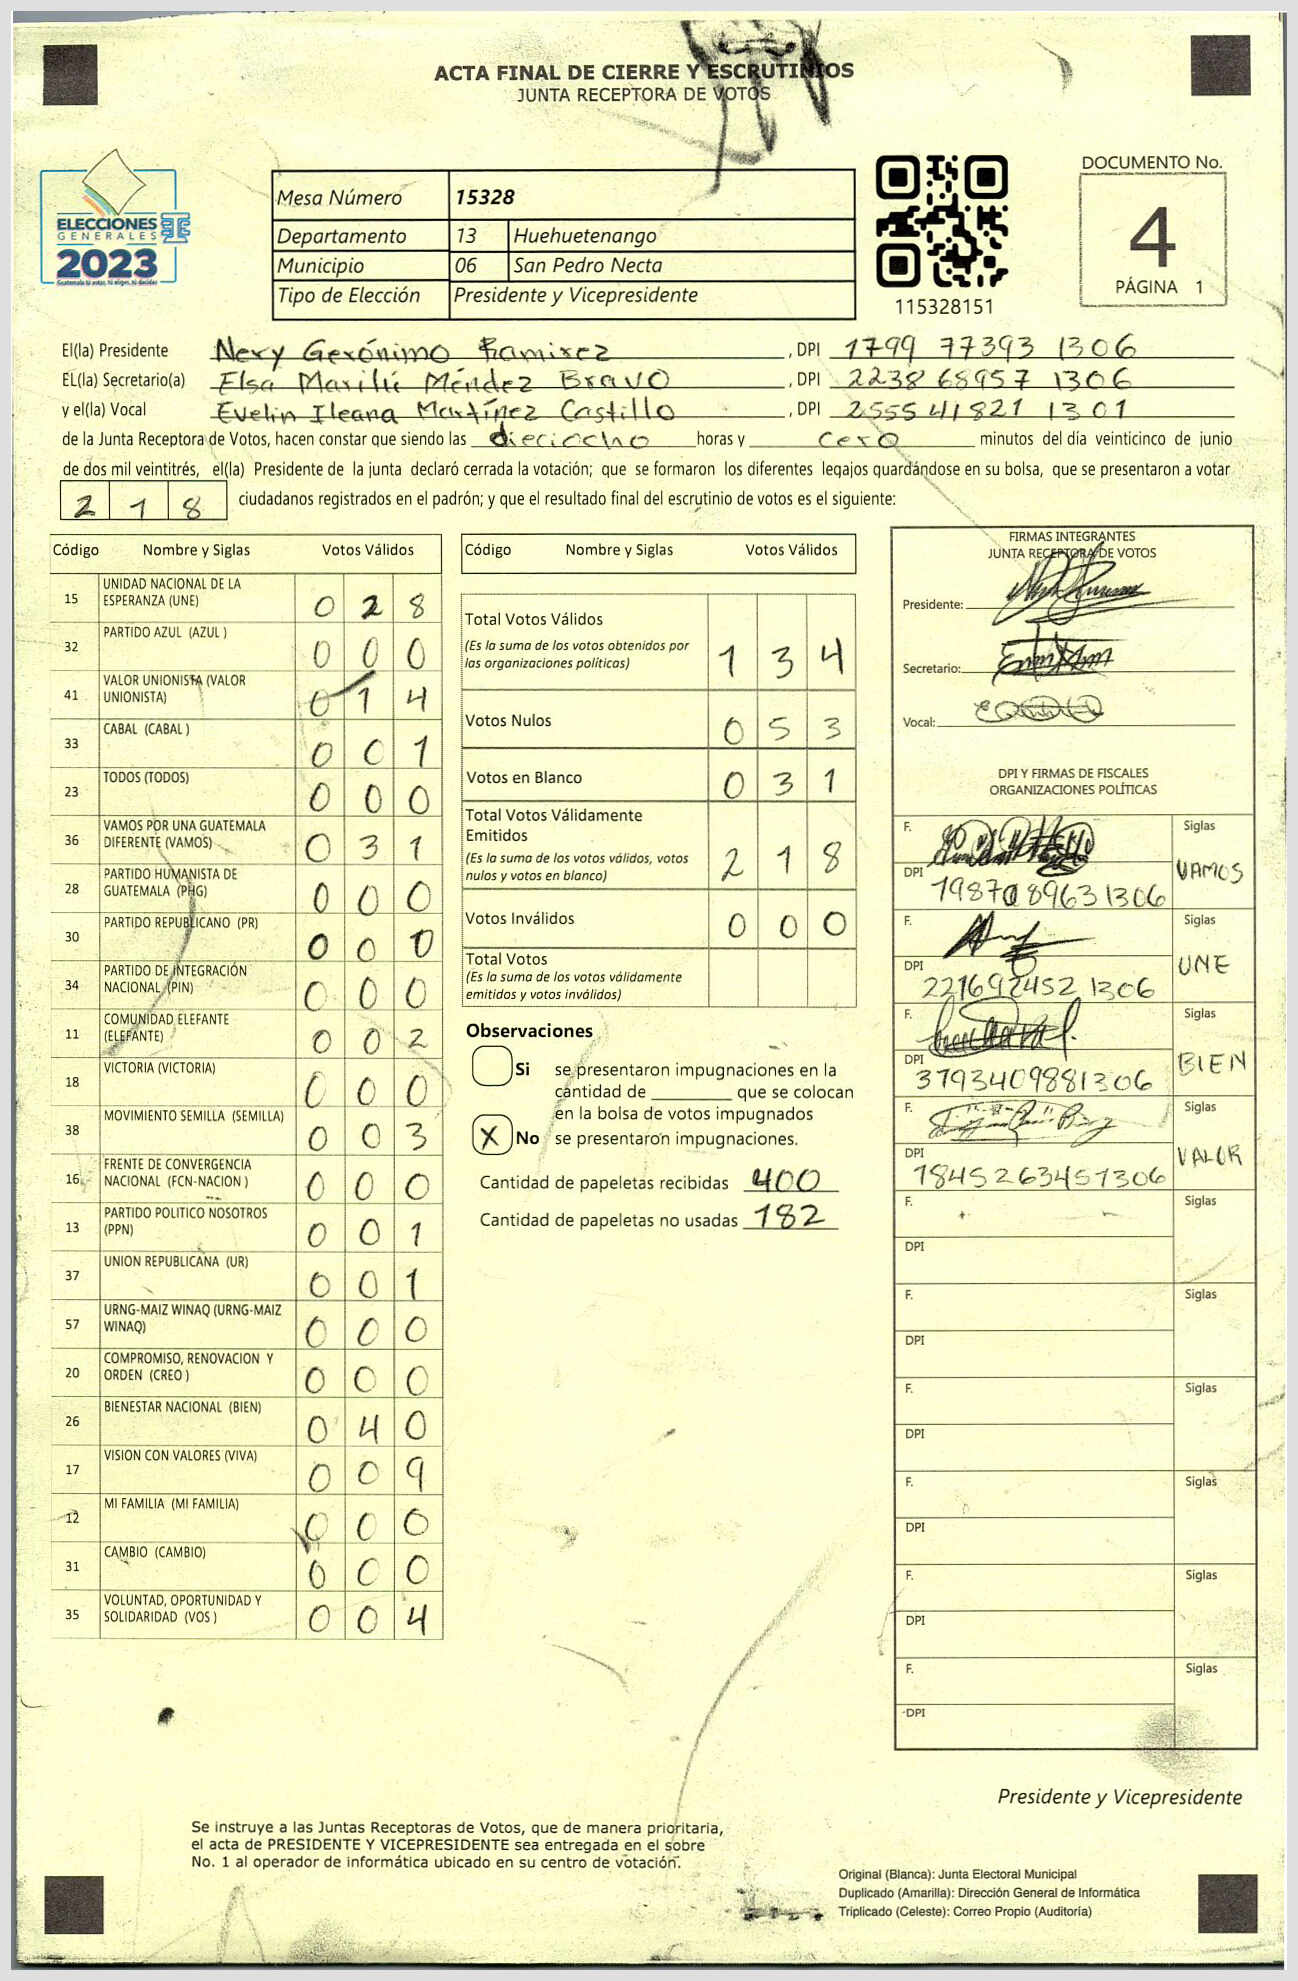 ACTA FINAL DE CIERRE Y ESCRUTINIOS
JUNTA RECEPTORA DE VOTOS
ELECCIONES
GENERALES
2023
Guatemala tú eres, tú eliges, tú decides
Mesa Número 15328
Departamento 13 Huehuetenango
Municipio 06 San Pedro Necta
Tipo de Elección Presidente y Vicepresidente
115328151
DOCUMENTO No.
4
PÁGINA 1
El(la) Presidente Nery Gerónimo Ramirez , DPI 1799 77393 1306
EL(la) Secretario(a) Elsa Marilú Méndez Bravo , DPI 2238 68957 1306
y el(la) Vocal Evelin Ileana Martínez Castillo , DPI 2555 41821 1301
de la Junta Receptora de Votos, hacen constar que siendo las dieciocho horas y cero minutos del día veinticinco de junio
de dos mil veintitrés, el(la) Presidente de la junta declaró cerrada la votación; que se formaron los diferentes legajos guardándose en su bolsa, que se presentaron a votar
218 ciudadanos registrados en el padrón; y que el resultado final del escrutinio de votos es el siguiente:
Código Nombre y Siglas Votos Válidos
15 UNIDAD NACIONAL DE LA ESPERANZA (UNE) 0 2 8
32 PARTIDO AZUL (AZUL ) 0 0 0
41 VALOR UNIONISTA (VALOR UNIONISTA) 0 1 4
33 CABAL (CABAL ) 0 0 1
23 TODOS (TODOS) 0 0 0
36 VAMOS POR UNA GUATEMALA DIFERENTE (VAMOS) 0 3 1
28 PARTIDO HUMANISTA DE GUATEMALA (PHG) 0 0 0
30 PARTIDO REPUBLICANO (PR) 0 0 0
34 PARTIDO DE INTEGRACIÓN NACIONAL (PIN) 0 0 0
11 COMUNIDAD ELEFANTE (ELEFANTE) 0 0 2
18 VICTORIA (VICTORIA) 0 0 0
38 MOVIMIENTO SEMILLA (SEMILLA) 0 0 3
16 FRENTE DE CONVERGENCIA NACIONAL (FCN-NACION ) 0 0 0
13 PARTIDO POLITICO NOSOTROS (PPN) 0 0 1
37 UNION REPUBLICANA (UR) 0 0 1
57 URNG-MAIZ WINAQ (URNG-MAIZ WINAQ) 0 0 0
20 COMPROMISO, RENOVACION Y ORDEN (CREO ) 0 0 0
26 BIENESTAR NACIONAL (BIEN) 0 4 0
17 VISION CON VALORES (VIVA) 0 0 9
12 MI FAMILIA (MI FAMILIA) 0 0 0
31 CAMBIO (CAMBIO) 0 0 0
35 VOLUNTAD, OPORTUNIDAD Y SOLIDARIDAD (VOS ) 0 0 4
Código Nombre y Siglas Votos Válidos
Total Votos Válidos 1 3 4
(Es la suma de los votos obtenidos por
las organizaciones políticas)
Votos Nulos 0 5 3
Votos en Blanco 0 3 1
Total Votos Válidamente
Emitidos 2 1 8
(Es la suma de los votos válidos, votos
nulos y votos en blanco)
Votos Inválidos 0 0 0
Total Votos
(Es la suma de los votos válidamente
emitidos y votos inválidos)
Observaciones
Si se presentaron impugnaciones en la
cantidad de ________ que se colocan
en la bolsa de votos impugnados
X No se presentaron impugnaciones.
Cantidad de papeletas recibidas 400
Cantidad de papeletas no usadas 182
FIRMAS INTEGRANTES
JUNTA RECEPTORA DE VOTOS
Presidente:
Secretario:
Vocal:
DPI Y FIRMAS DE FISCALES
ORGANIZACIONES POLÍTICAS
F. Siglas
VAMOS
DPI 1987089631306
F. Siglas
UNE
DPI 221692452 1306
F. Siglas
BIEN
DPI 3793409881306
F. Siglas
VALOR
DPI 1845263451306
F. Siglas
DPI
F. Siglas
DPI
F. Siglas
DPI
F. Siglas
DPI
F. Siglas
DPI
F. Siglas
DPI
Presidente y Vicepresidente
Se instruye a las Juntas Receptoras de Votos, que de manera prioritaria,
el acta de PRESIDENTE Y VICEPRESIDENTE sea entregada en el sobre
No. 1 al operador de informática ubicado en su centro de votación.
Original (Blanca): Junta Electoral Municipal
Duplicado (Amarilla): Dirección General de Informática
Triplicado (Celeste): Correo Propio (Auditoría)